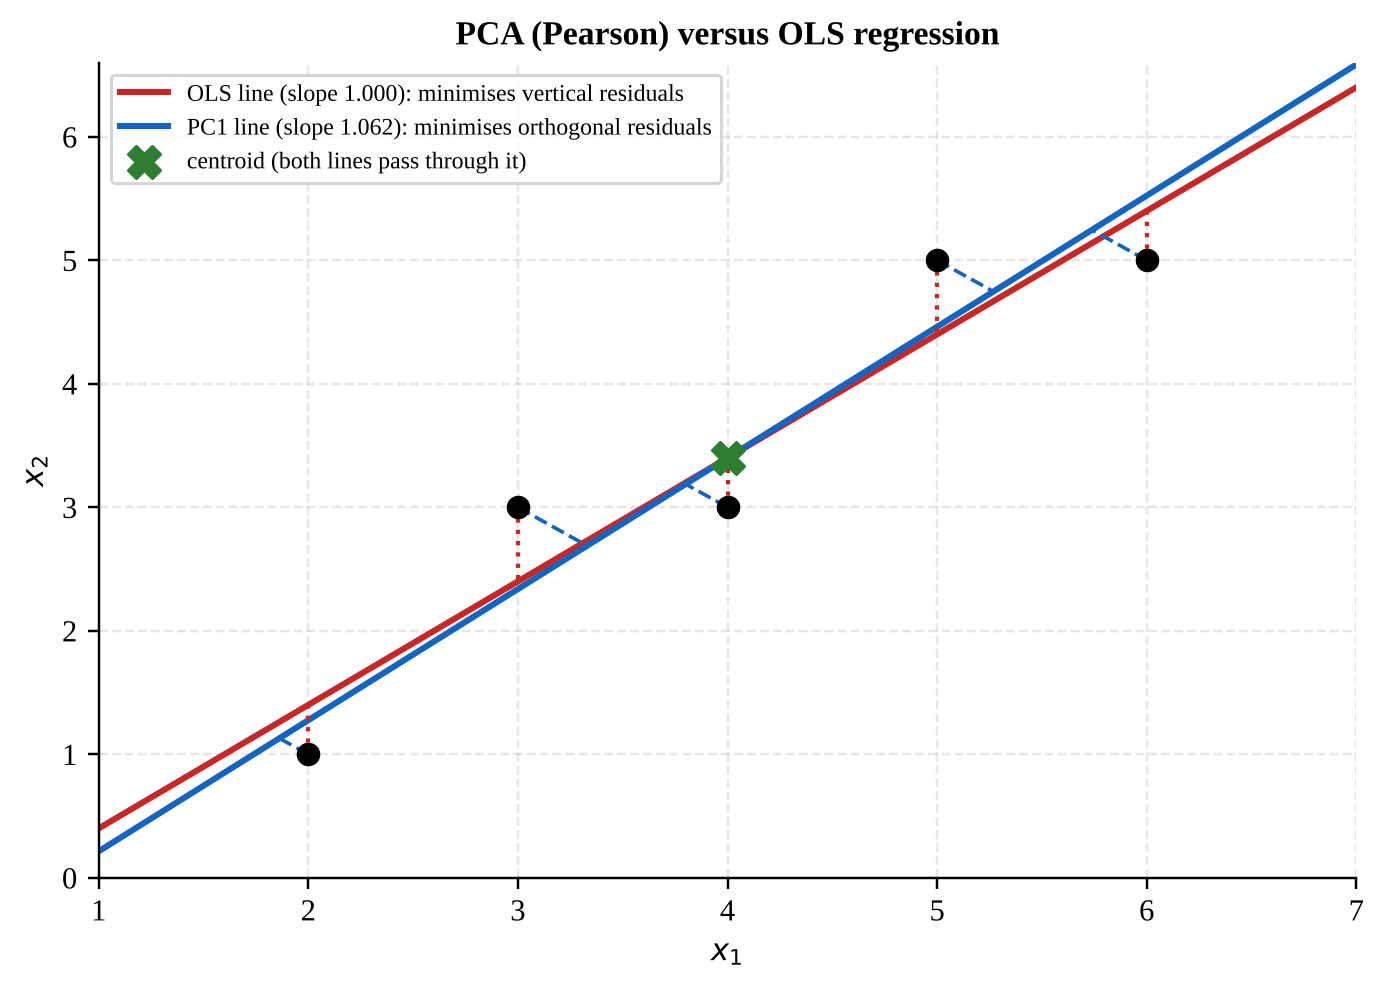 PCA (Pearson) versus OLS regression
OLS line (slope 1.000): minimises vertical residuals
PC1 line (slope 1.062): minimises orthogonal residuals
centroid (both lines pass through it)
6
5
4
3
2
1
0
x₂
1 2 3 4 5 6 7
x₁